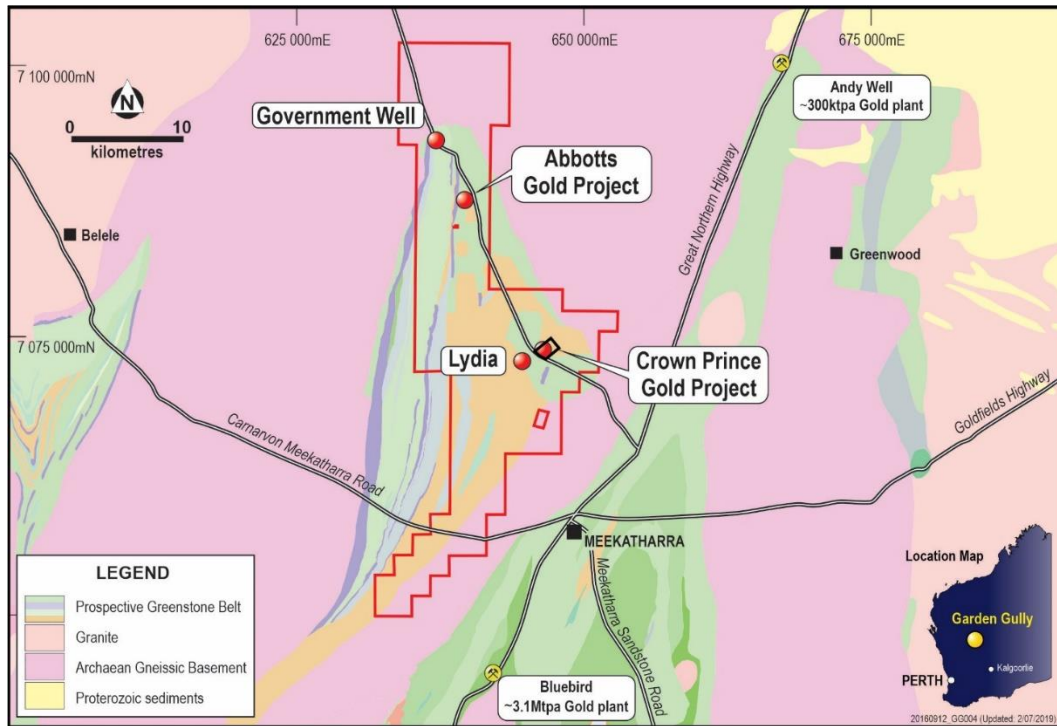 625 000mE
650 000mE
675 000mE
7 100 000mN
N
0 10
kilometres
Government Well
Andy Well
~300ktpa Gold plant
Abbotts
Gold Project
Great Northern Highway
Belele
Greenwood
7 075 000mN
Lydia
Crown Prince
Gold Project
Goldfields Highway
Carnarvon Meekatharra Road
MEEKATHARRA
Meekatharra Sandstone Road
LEGEND
Prospective Greenstone Belt
Granite
Archaean Gneissic Basement
Proterozoic sediments
Bluebird
~3.1Mtpa Gold plant
Location Map
Garden Gully
Kalgoorlie
PERTH
20160912_GG004 (Updated: 2/07/2019)